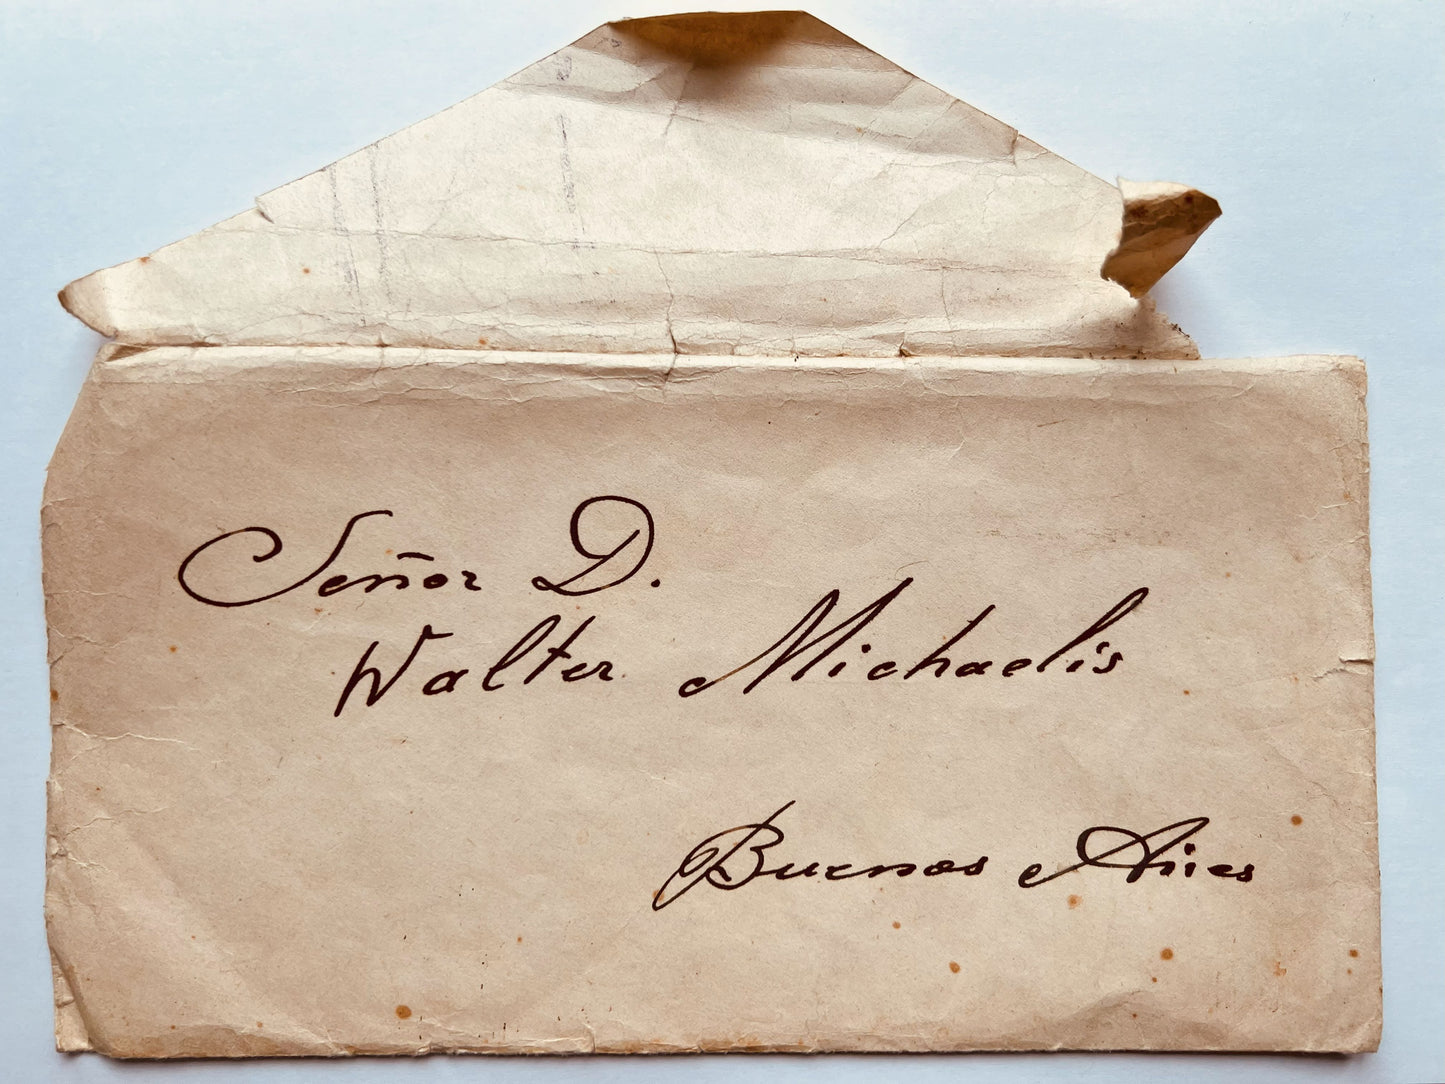 Señor D.
Walter Michaelis
Buenos Aires